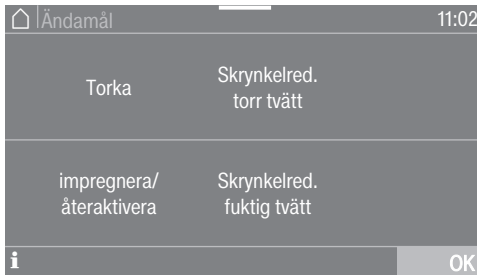 Ändamål 11:02
Torka
Skrynkelred.
torr tvätt
impregnera/
återaktivera
Skrynkelred.
fuktig tvätt
i OK